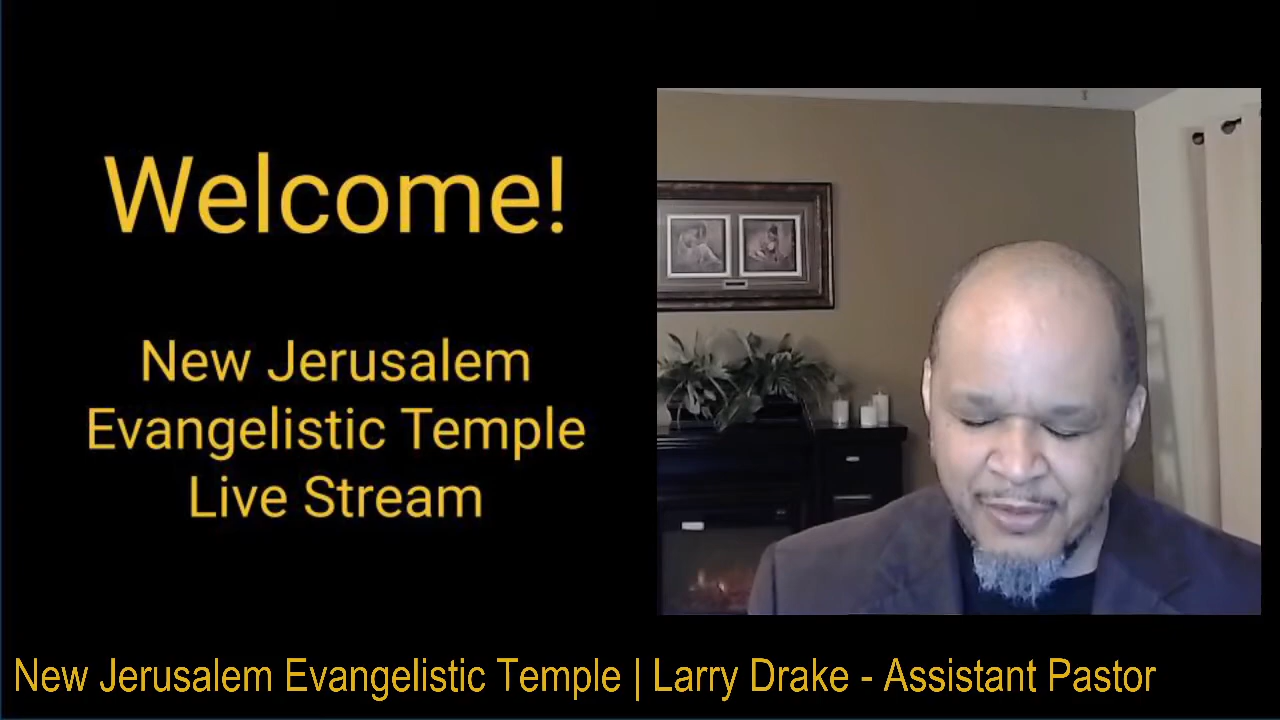 Welcome!
New Jerusalem
Evangelistic Temple
Live Stream
New Jerusalem Evangelistic Temple | Larry Drake - Assistant Pastor